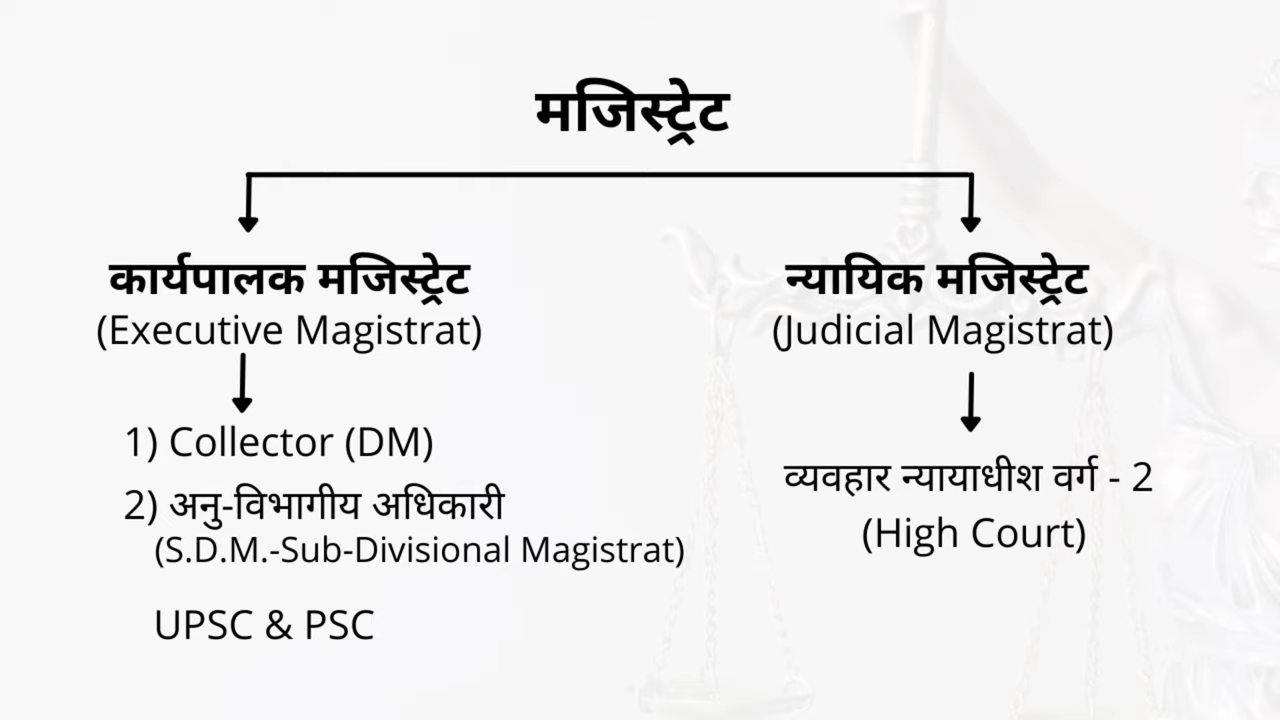 मजिस्ट्रेट
कार्यपालक मजिस्ट्रेट
(Executive Magistrat)
1) Collector (DM)
2) अनु-विभागीय अधिकारी
(S.D.M.-Sub-Divisional Magistrat)
UPSC & PSC
न्यायिक मजिस्ट्रेट
(Judicial Magistrat)
व्यवहार न्यायाधीश वर्ग - 2
(High Court)